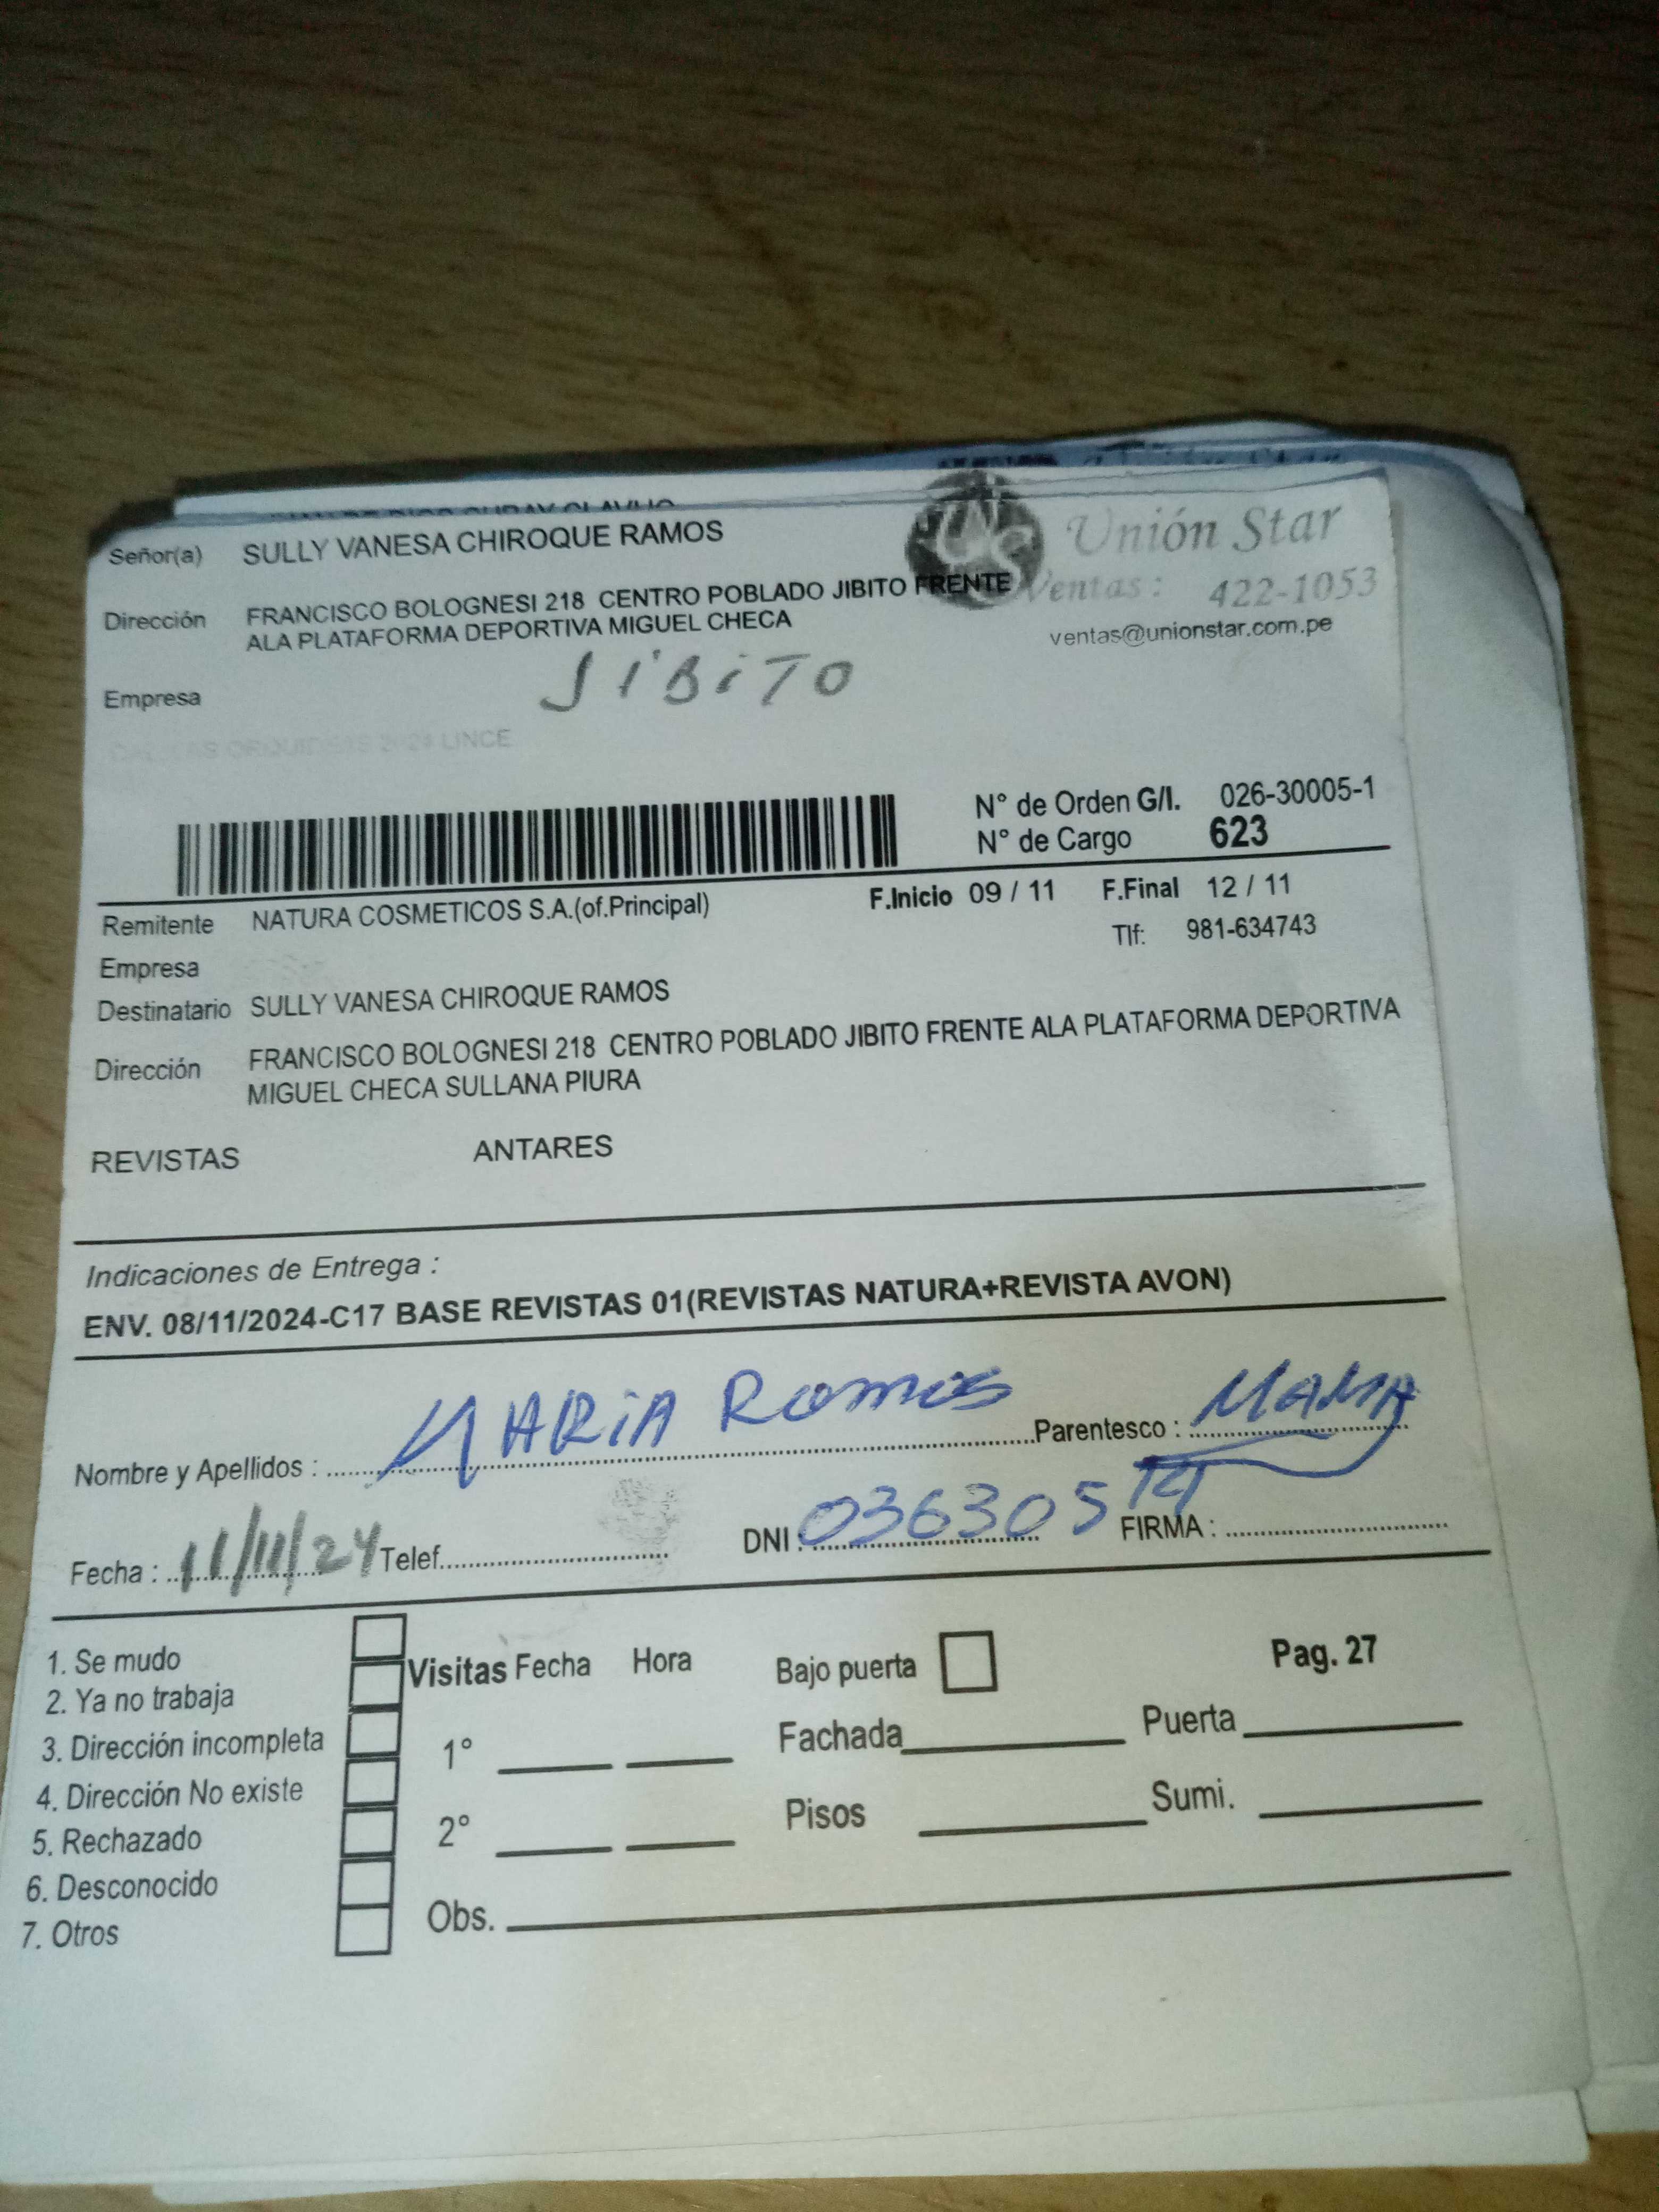 Señor(a) SULLY VANESA CHIROQUE RAMOS
Unión Star
Dirección FRANCISCO BOLOGNESI 218 CENTRO POBLADO JIBITO FRENTE
ALA PLATAFORMA DEPORTIVA MIGUEL CHECA
Ventas : 422-1053
ventas@unionstar.com.pe
JIBITO
Empresa
ORQUIDEAS LINCE
N° de Orden G/I. 026-30005-1
N° de Cargo 623
Remitente NATURA COSMETICOS S.A.(of.Principal)
F.Inicio 09 / 11 F.Final 12 / 11
Tlf: 981-634743
Empresa
Destinatario SULLY VANESA CHIROQUE RAMOS
Dirección FRANCISCO BOLOGNESI 218 CENTRO POBLADO JIBITO FRENTE ALA PLATAFORMA DEPORTIVA
MIGUEL CHECA SULLANA PIURA
REVISTAS ANTARES
Indicaciones de Entrega :
ENV. 08/11/2024-C17 BASE REVISTAS 01(REVISTAS NATURA+REVISTA AVON)
Nombre y Apellidos : MARIA Ramos Parentesco : MAMA
Fecha : 11/11/24 Telef. DNI : 036305 FIRMA :
1. Se mudo
2. Ya no trabaja
3. Dirección incompleta
4. Dirección No existe
5. Rechazado
6. Desconocido
7. Otros
Visitas Fecha Hora
1°
2°
Obs.
Bajo puerta
Pag. 27
Fachada Puerta
Pisos Sumi.